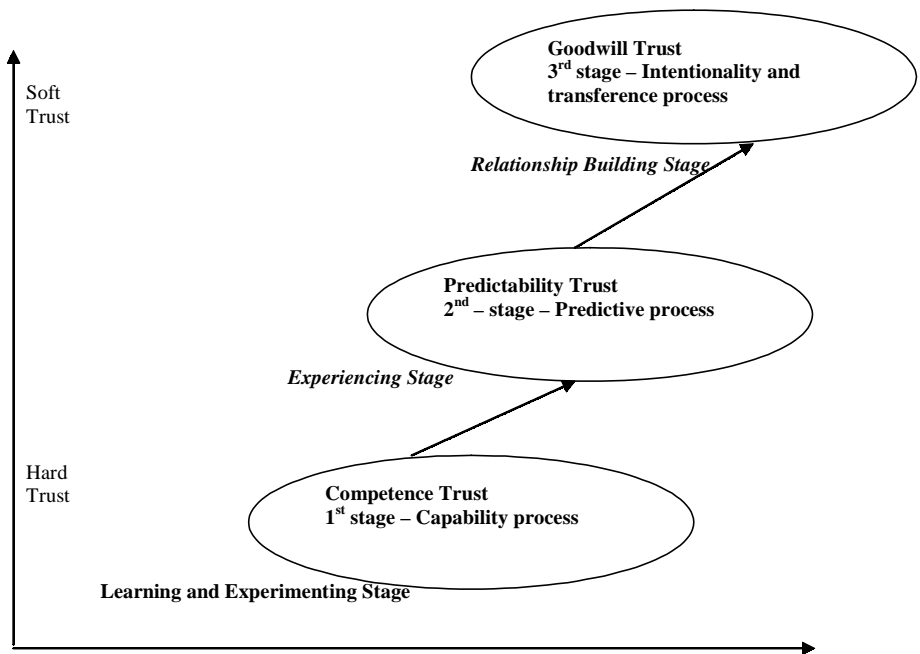 Goodwill Trust
3rd stage – Intentionality and
transference process
Soft
Trust
Relationship Building Stage
Predictability Trust
2nd – stage – Predictive process
Experiencing Stage
Hard
Trust
Competence Trust
1st stage – Capability process
Learning and Experimenting Stage